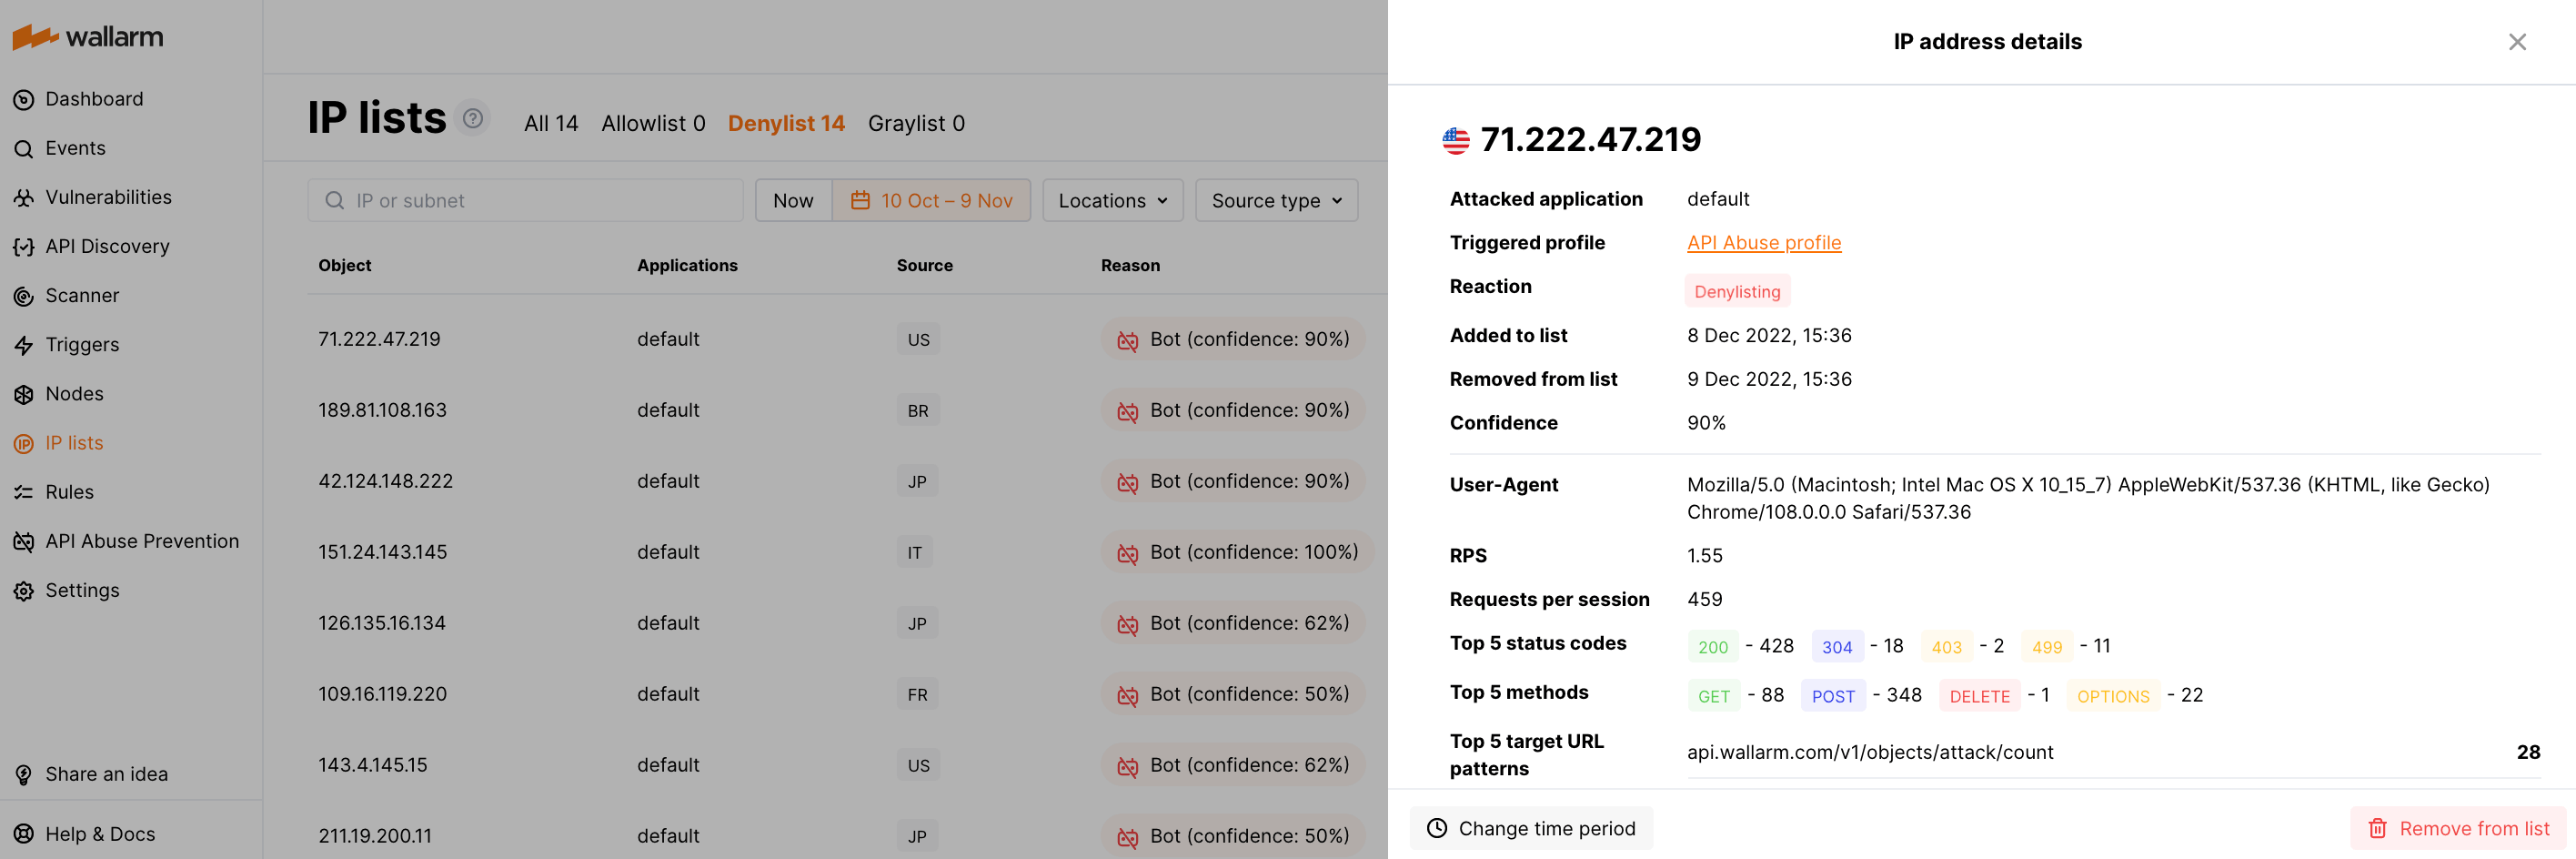 wallarm
Dashboard
Events
Vulnerabilities
API Discovery
Scanner
Triggers
Nodes
IP lists
Rules
API Abuse Prevention
Settings
Share an idea
Help & Docs
IP lists ? All 14 Allowlist 0 Denylist 14 Graylist 0
IP or subnet Now 10 Oct – 9 Nov Locations Source type
Object Applications Source Reason
71.222.47.219 default US Bot (confidence: 90%)
189.81.108.163 default BR Bot (confidence: 90%)
42.124.148.222 default JP Bot (confidence: 90%)
151.24.143.145 default IT Bot (confidence: 100%)
126.135.16.134 default JP Bot (confidence: 62%)
109.16.119.220 default FR Bot (confidence: 50%)
143.4.145.15 default US Bot (confidence: 62%)
211.19.200.11 default JP Bot (confidence: 50%)
IP address details
71.222.47.219
Attacked application default
Triggered profile API Abuse profile
Reaction Denylisting
Added to list 8 Dec 2022, 15:36
Removed from list 9 Dec 2022, 15:36
Confidence 90%
User-Agent Mozilla/5.0 (Macintosh; Intel Mac OS X 10_15_7) AppleWebKit/537.36 (KHTML, like Gecko)
Chrome/108.0.0.0 Safari/537.36
RPS 1.55
Requests per session 459
Top 5 status codes 200 - 428 304 - 18 403 - 2 499 - 11
Top 5 methods GET - 88 POST - 348 DELETE - 1 OPTIONS - 22
Top 5 target URL patterns api.wallarm.com/v1/objects/attack/count 28
Change time period Remove from list